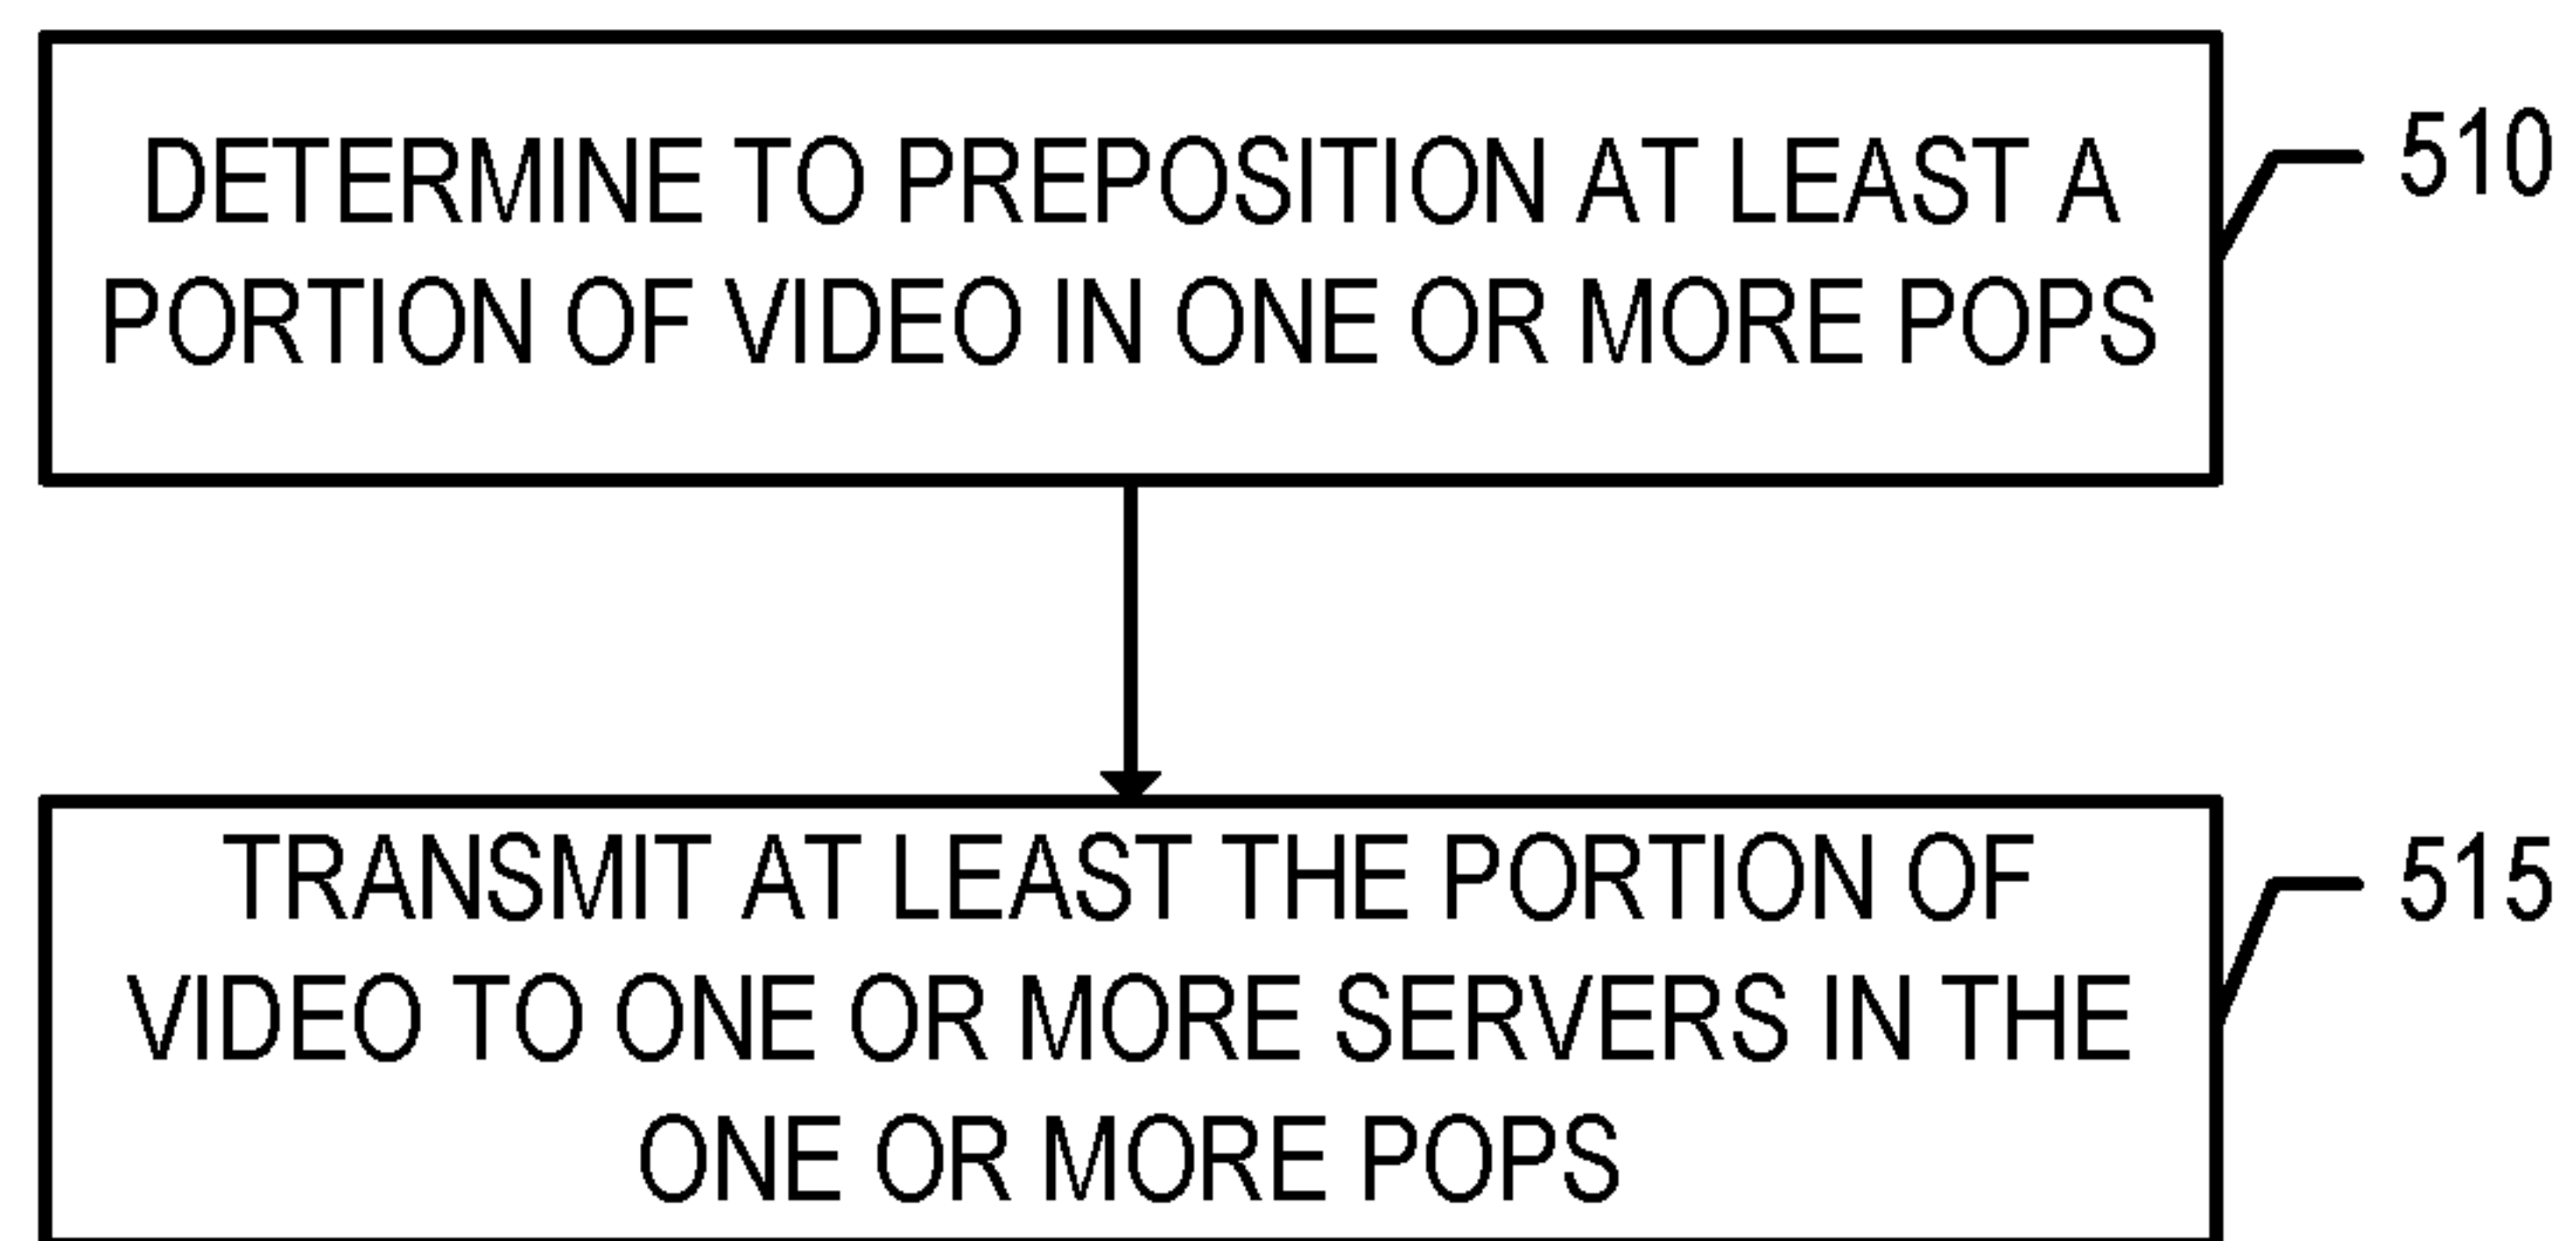 DETERMINE TO PREPOSITION AT LEAST A
PORTION OF VIDEO IN ONE OR MORE POPS
510
TRANSMIT AT LEAST THE PORTION OF
VIDEO TO ONE OR MORE SERVERS IN THE
ONE OR MORE POPS
515